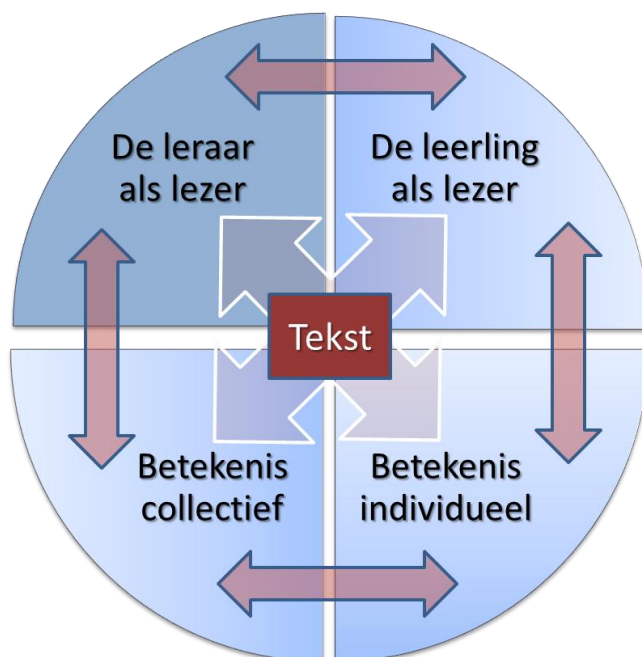 De leraar
als lezer
De leerling
als lezer
Tekst
Betekenis
collectief
Betekenis
individueel